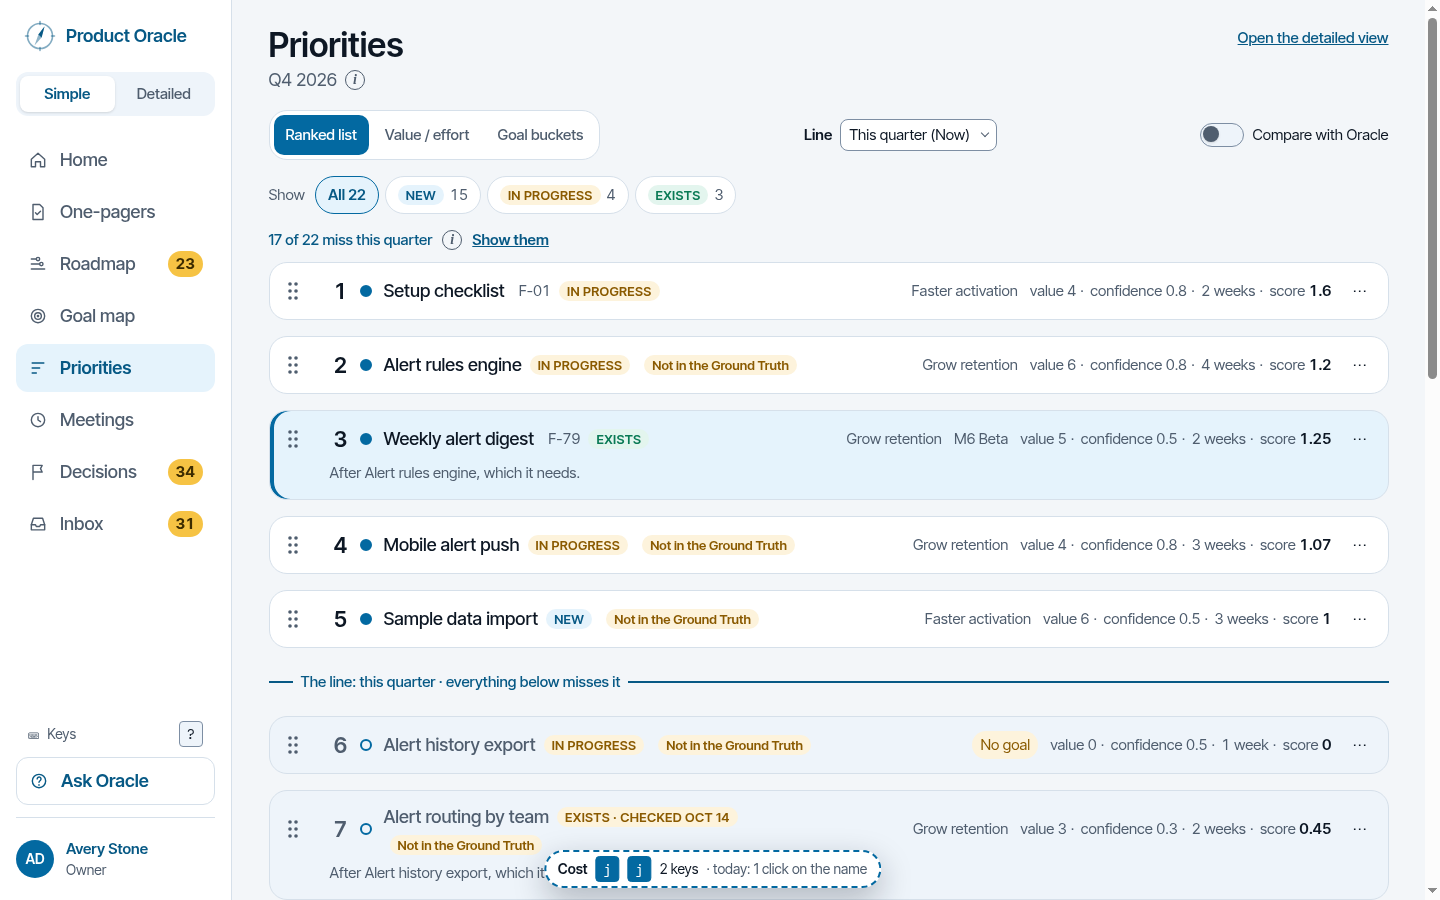 Product Oracle
Simple Detailed
Home
One-pagers
Roadmap 23
Goal map
Priorities
Meetings
Decisions 34
Inbox 31
Keys ?
Ask Oracle
AD Avery Stone
Owner
Priorities
Open the detailed view
Q4 2026 i
Ranked list Value / effort Goal buckets
Line This quarter (Now)
Compare with Oracle
Show All 22 NEW 15 IN PROGRESS 4 EXISTS 3
17 of 22 miss this quarter i Show them
1 Setup checklist F-01 IN PROGRESS Faster activation value 4 · confidence 0.8 · 2 weeks · score 1.6 ...
2 Alert rules engine IN PROGRESS Not in the Ground Truth Grow retention value 6 · confidence 0.8 · 4 weeks · score 1.2 ...
3 Weekly alert digest F-79 EXISTS Grow retention M6 Beta value 5 · confidence 0.5 · 2 weeks · score 1.25 ...
After Alert rules engine, which it needs.
4 Mobile alert push IN PROGRESS Not in the Ground Truth Grow retention value 4 · confidence 0.8 · 3 weeks · score 1.07 ...
5 Sample data import NEW Not in the Ground Truth Faster activation value 6 · confidence 0.5 · 3 weeks · score 1 ...
The line: this quarter · everything below misses it
6 Alert history export IN PROGRESS Not in the Ground Truth No goal value 0 · confidence 0.5 · 1 week · score 0 ...
7 Alert routing by team EXISTS · CHECKED OCT 14 Grow retention value 3 · confidence 0.3 · 2 weeks · score 0.45 ...
Not in the Ground Truth
After Alert history export, which it
Cost j j 2 keys · today: 1 click on the name